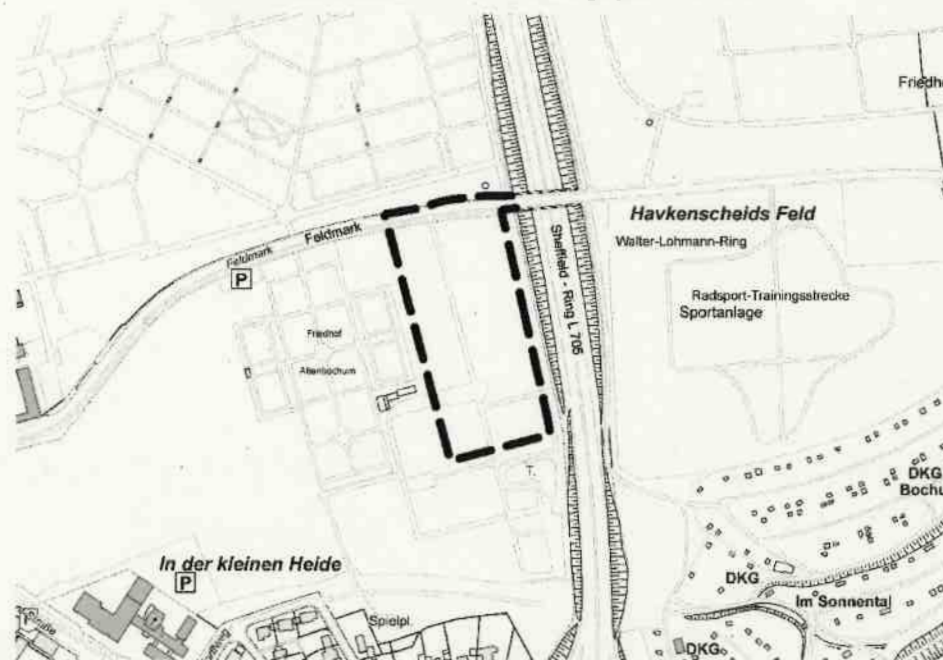 Friedh
Havkenscheids Feld
Walter-Lohmann-Ring
Feldmark
Feldmark
P
Sheffield - Ring L 705
Radsport-Trainingsstrecke
Sportanlage
Friedhof
Altenbochum
T.
DKG
Bochu
In der kleinen Heide
P
DKG
Im Sonnental
Spielpl.
DKG